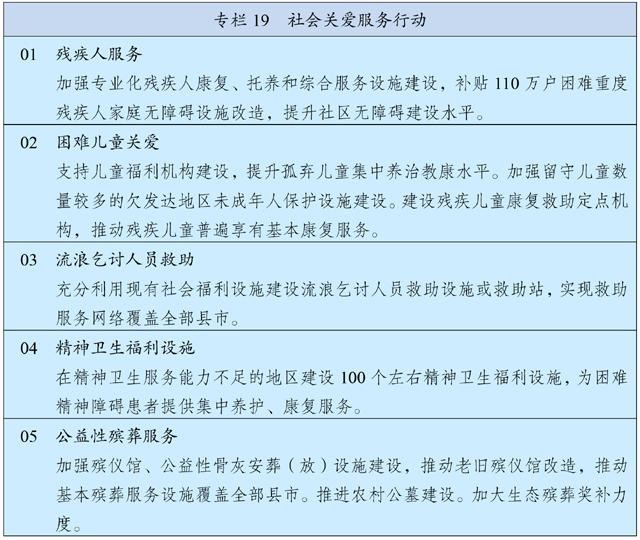 专栏 19 社会关爱服务行动
01 残疾人服务
加强专业化残疾人康复、托养和综合服务设施建设，补贴 110 万户困难重度
残疾人家庭无障碍设施改造，提升社区无障碍建设水平。
02 困难儿童关爱
支持儿童福利机构建设，提升孤弃儿童集中养治教康水平。加强留守儿童数
量较多的欠发达地区未成年人保护设施建设。建设残疾儿童康复救助定点机
构，推动残疾儿童普遍享有基本康复服务。
03 流浪乞讨人员救助
充分利用现有社会福利设施建设流浪乞讨人员救助设施或救助站，实现救助
服务网络覆盖全部县市。
04 精神卫生福利设施
在精神卫生服务能力不足的地区建设 100 个左右精神卫生福利设施，为困难
精神障碍患者提供集中养护、康复服务。
05 公益性殡葬服务
加强殡仪馆、公益性骨灰安葬（放）设施建设，推动老旧殡仪馆改造，推动
基本殡葬服务设施覆盖全部县市。推进农村公墓建设。加大生态殡葬奖补力
度。